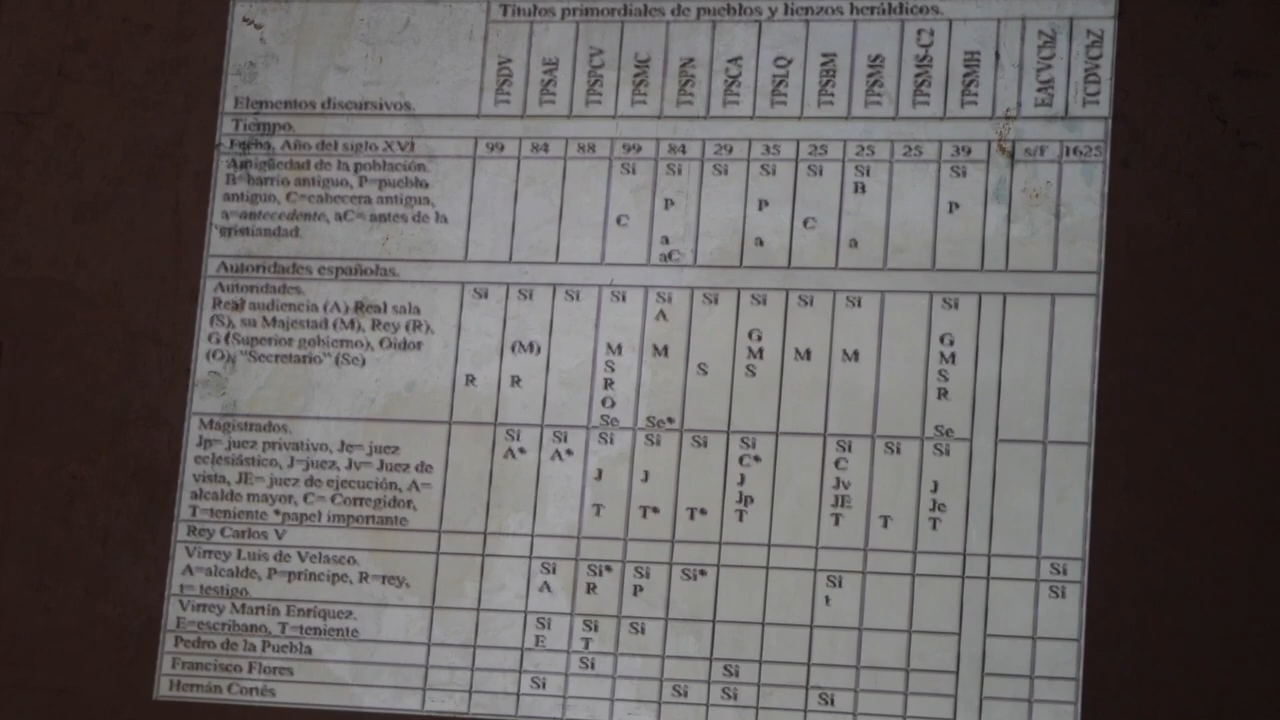 Títulos primordiales de pueblos y lienzos heráldicos.
Elementos discursivos. TPSDV TPSAE TPSPCV TPSMC TPSPN TPSCA TPSLQ TPSBM TPSMS TPSMS-C2 TPSMH EACVChZ TCDVChZ
Tiempo.
Fecha, Año del siglo XVI 99 84 88 99 84 29 35 25 25 25 39 s/F 1625
Antigüedad de la población. Si Si Si Si Si Si Si
B=barrio antiguo, P=pueblo B
antiguo, C=cabecera antigua, P P P
a=antecedente, aC= antes de la C C
cristiandad. a a a
aC
Autoridades españolas.
Autoridades. Si Si Si Si Si Si Si Si Si Si
Real audiencia (A) Real sala A
(S), su Majestad (M), Rey (R), G G
G (Superior gobierno), Oidor (M) M M M M M M
(O), "Secretario" (Se) S S S S
R R R R
O
Se Se* Se
Magistrados. Si Si Si Si Si Si Si Si Si
Jp= juez privativo, Je= juez A* A* C* C
eclesiástico, J=juez, Jv= Juez de J J J Jv J
vista, JE= juez de ejecución, A= Jp JE Je
alcalde mayor, C= Corregidor, T T* T* T T T T
T=teniente *papel importante
Rey Carlos V Si
Virrey Luis de Velasco. Si Si* Si Si* Si Si
A=alcalde, P=príncipe, R=rey, A R P t
t= testigo.
Virrey Martín Enríquez. Si Si Si
E=escribano, T=teniente E T
Pedro de la Puebla Si
Francisco Flores Si Si
Hernán Cortés Si Si Si